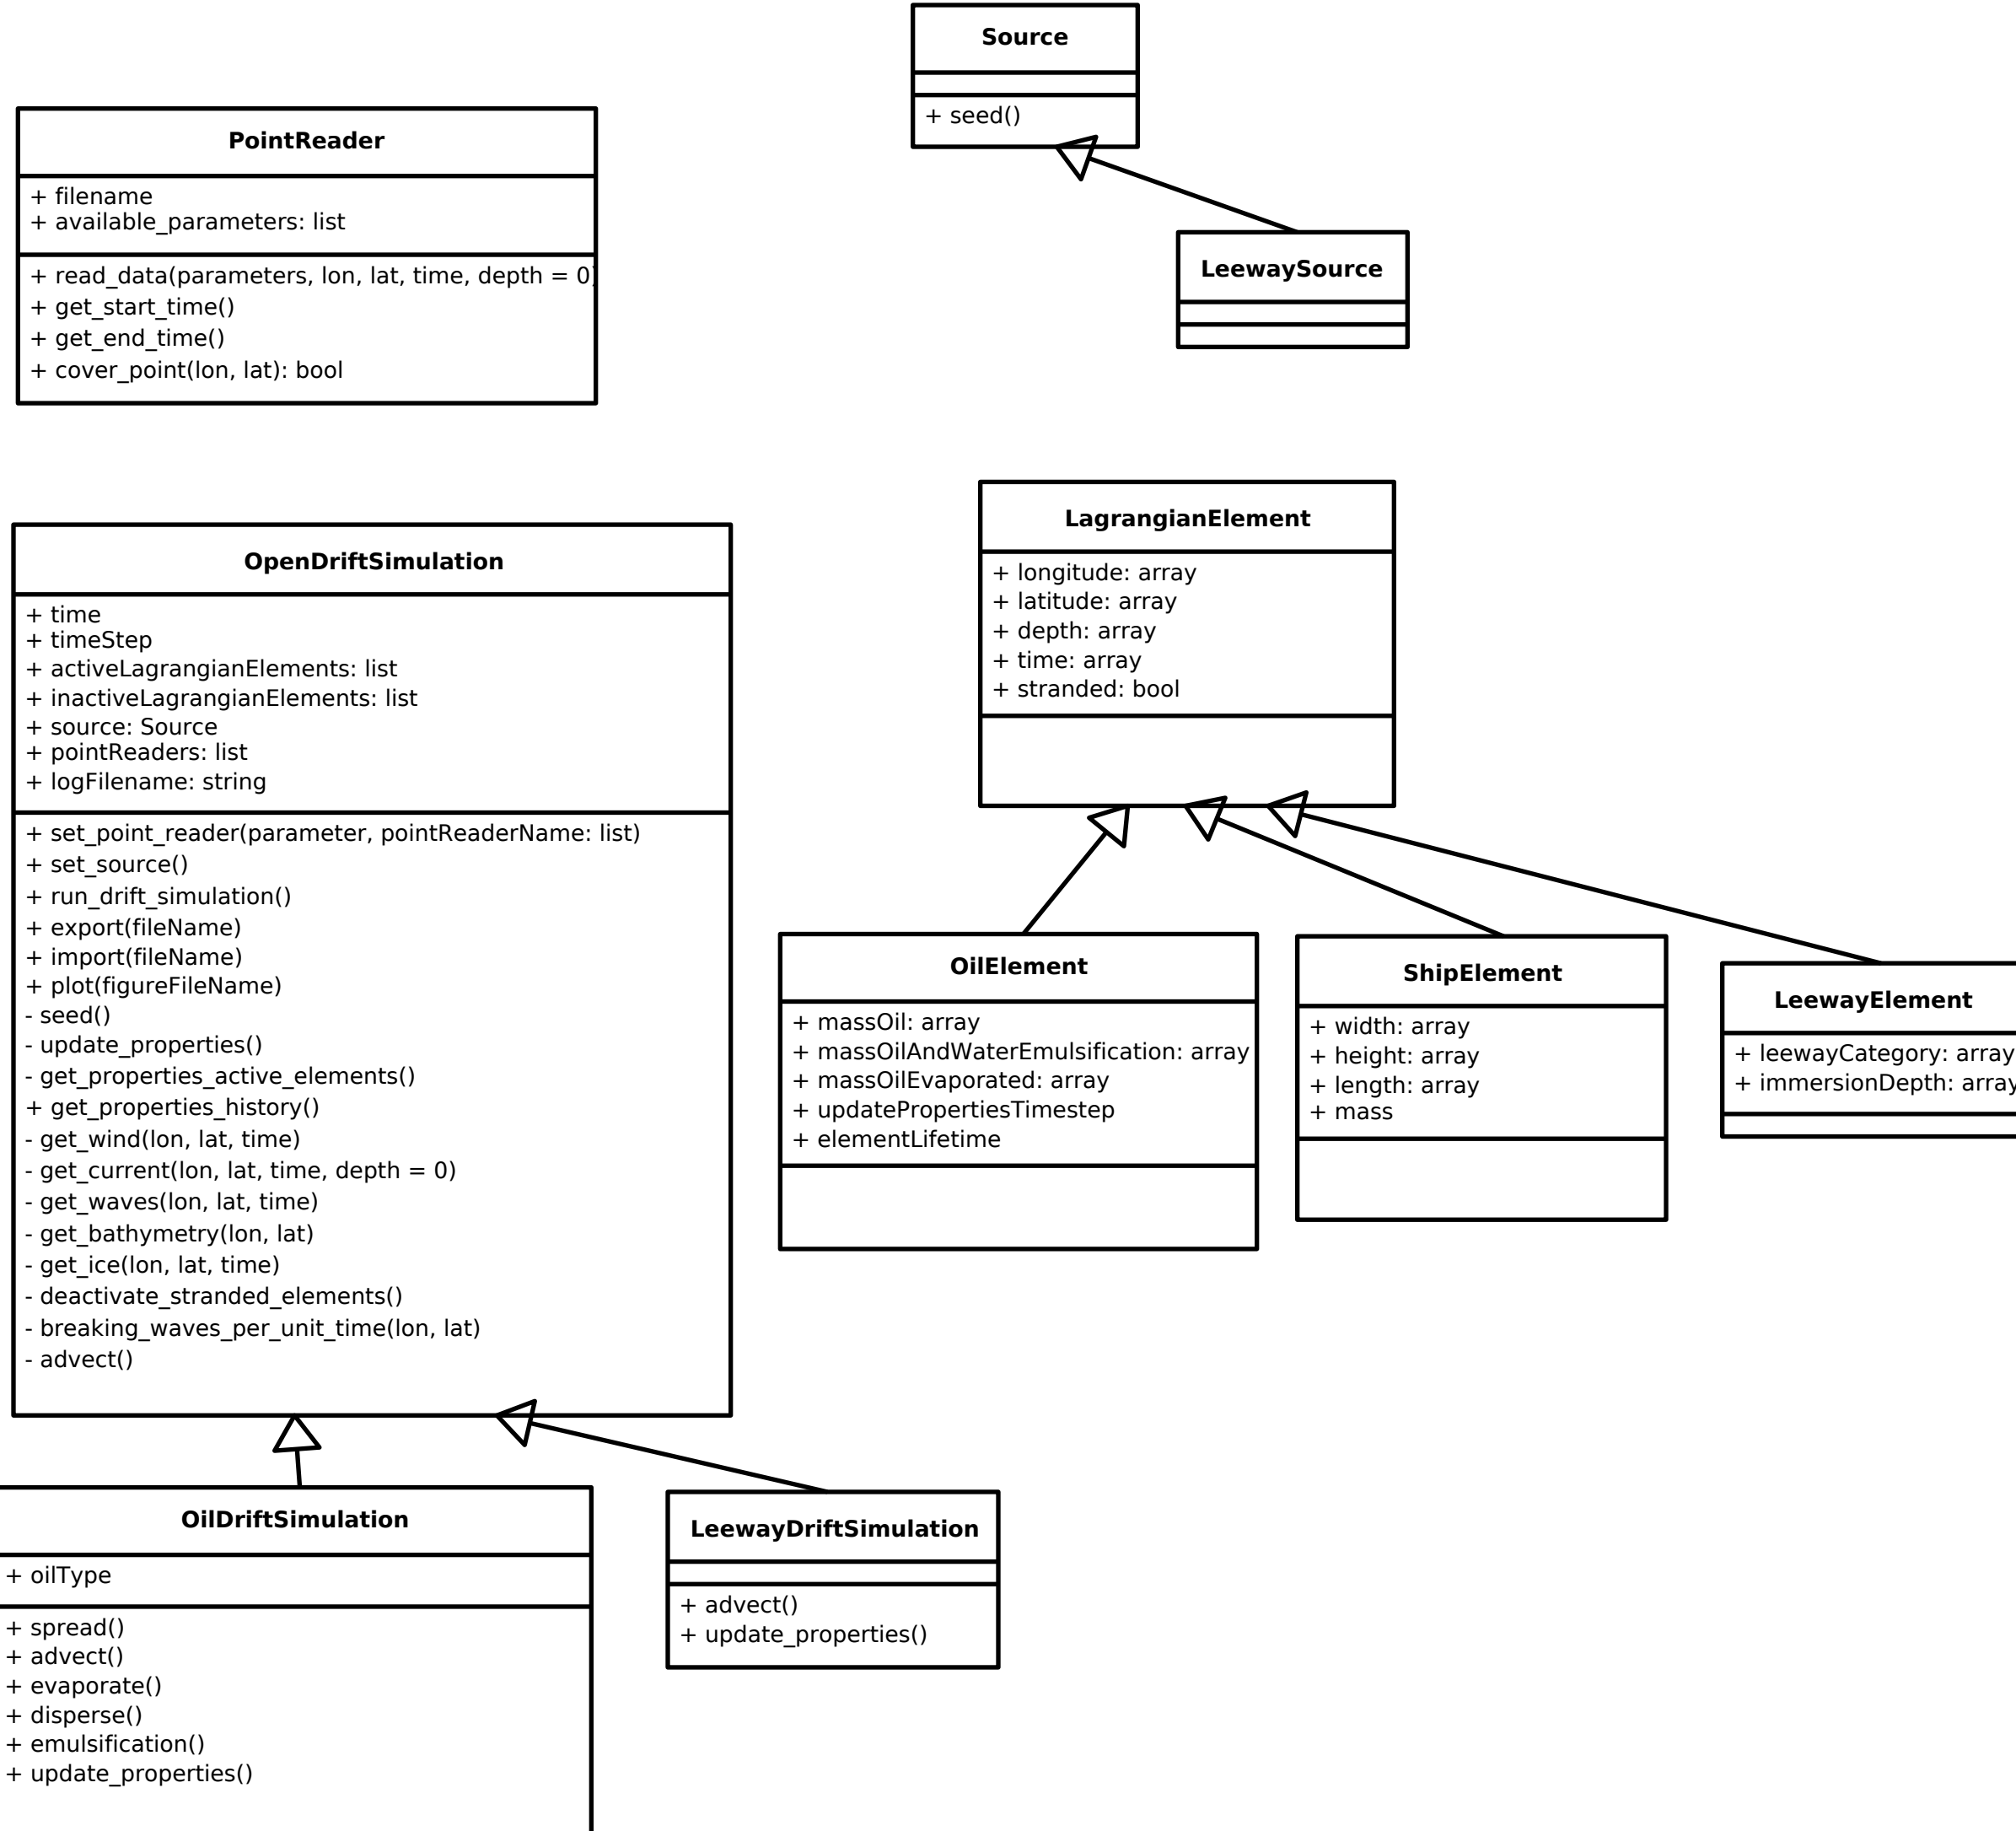 Source
+ seed()
PointReader
+ filename
+ available_parameters: list
+ read_data(parameters, lon, lat, time, depth = 0)
+ get_start_time()
+ get_end_time()
+ cover_point(lon, lat): bool
LeewaySource
LagrangianElement
+ longitude: array
+ latitude: array
+ depth: array
+ time: array
+ stranded: bool
OpenDriftSimulation
+ time
+ timeStep
+ activeLagrangianElements: list
+ inactiveLagrangianElements: list
+ source: Source
+ pointReaders: list
+ logFilename: string
+ set_point_reader(parameter, pointReaderName: list)
+ set_source()
+ run_drift_simulation()
+ export(fileName)
+ import(fileName)
+ plot(figureFileName)
- seed()
- update_properties()
- get_properties_active_elements()
+ get_properties_history()
- get_wind(lon, lat, time)
- get_current(lon, lat, time, depth = 0)
- get_waves(lon, lat, time)
- get_bathymetry(lon, lat)
- get_ice(lon, lat, time)
- deactivate_stranded_elements()
- breaking_waves_per_unit_time(lon, lat)
- advect()
OilElement
+ massOil: array
+ massOilAndWaterEmulsification: array
+ massOilEvaporated: array
+ updatePropertiesTimestep
+ elementLifetime
ShipElement
+ width: array
+ height: array
+ length: array
+ mass
LeewayElement
+ leewayCategory: array
+ immersionDepth: array
OilDriftSimulation
+ oilType
+ spread()
+ advect()
+ evaporate()
+ disperse()
+ emulsification()
+ update_properties()
LeewayDriftSimulation
+ advect()
+ update_properties()